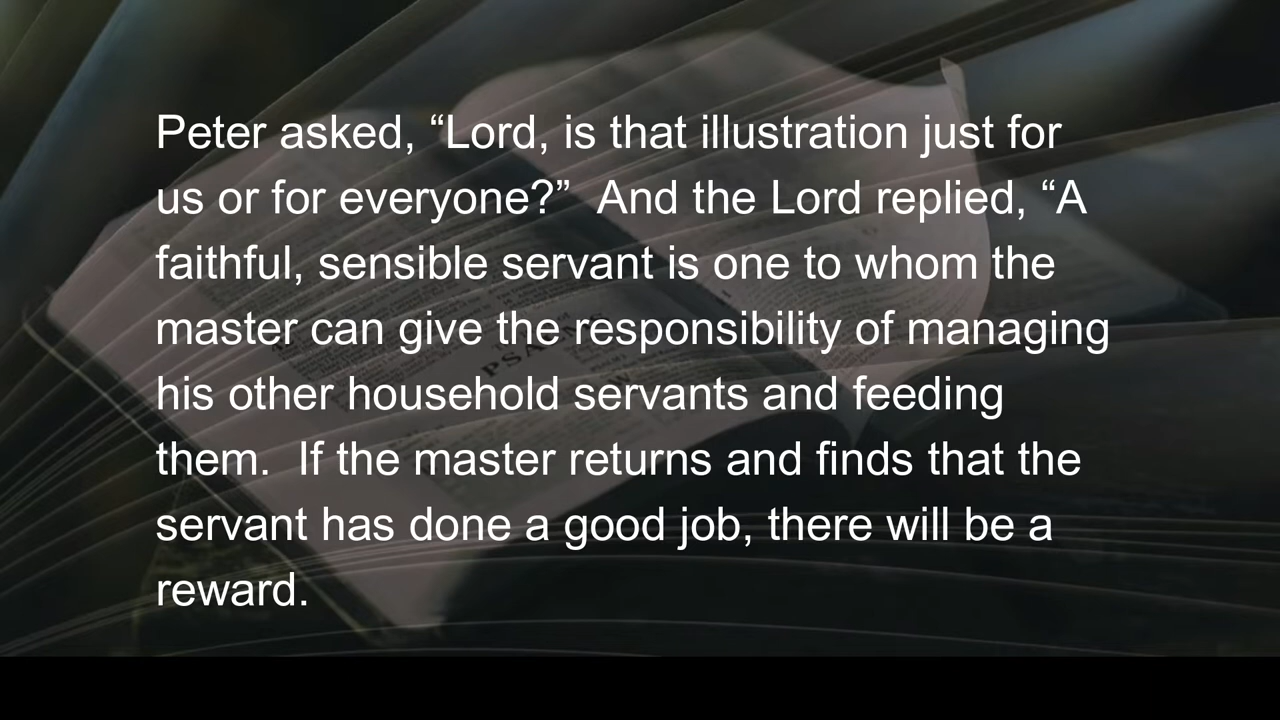 Peter asked, “Lord, is that illustration just for
us or for everyone?”  And the Lord replied, “A
faithful, sensible servant is one to whom the
master can give the responsibility of managing
his other household servants and feeding
them.  If the master returns and finds that the
servant has done a good job, there will be a
reward.
PSALMS